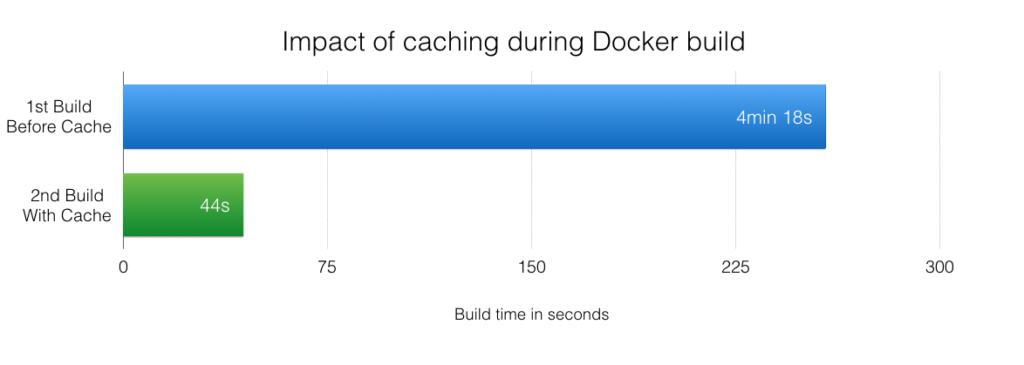 Impact of caching during Docker build
1st Build
Before Cache
4min 18s
2nd Build
With Cache
44s
0 75 150 225 300
Build time in seconds